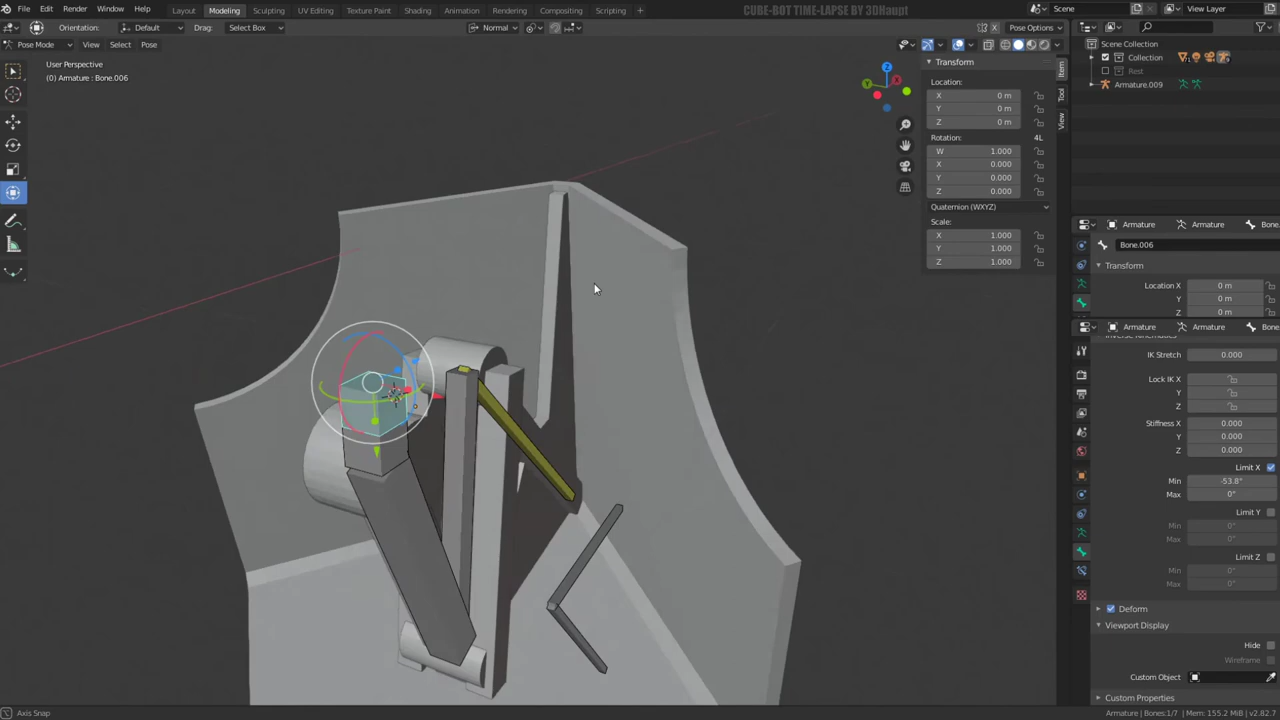 File Edit Render Window Help Layout Modeling Sculpting UV Editing Texture Paint Shading Animation Rendering Compositing Scripting CUBE-BOT TIME-LAPSE BY 3DHaupt Scene View Layer
Orientation: Default Drag: Select Box Normal Pose Options
Pose Mode View Select Pose
User Perspective
(0) Armature : Bone.006
Z
Y
X
Transform
Location:
X 0 m
Y 0 m
Z 0 m
Rotation: 4L
W 1.000
X 0.000
Y 0.000
Z 0.000
Quaternion (WXYZ)
Scale:
X 1.000
Y 1.000
Z 1.000
Item
Tool
View
Scene Collection
Collection
Rest
Armature.009
Armature Armature Bone.
Bone.006
Transform
Location X 0 m
Y 0 m
Z 0 m
Armature Armature Bone
Inverse Kinematics
IK Stretch 0.000
Lock IK X
Y
Z
Stiffness X 0.000
Y 0.000
Z 0.000
Limit X
Min -53.8°
Max 0°
Limit Y
Min 0°
Max 0°
Limit Z
Min 0°
Max 0°
Deform
Viewport Display
Hide
Wireframe
Custom Object
Custom Properties
Axis Snap
Armature | Bones:1/7 | Mem: 155.2 MiB | v2.82.7